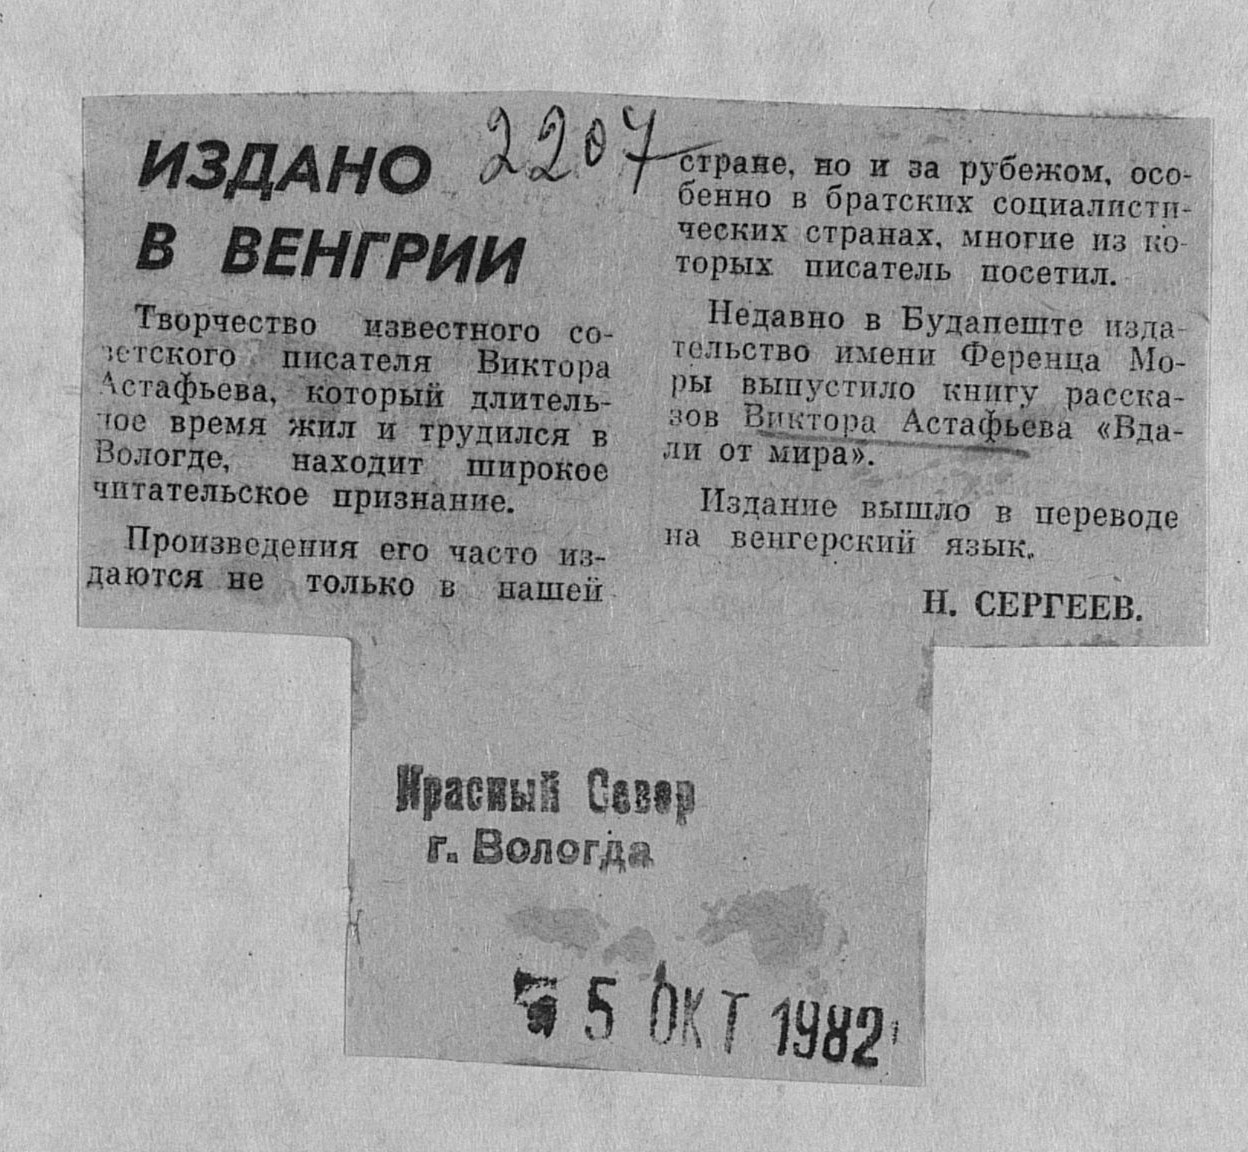 ИЗДАНО
В ВЕНГРИИ
2207
Творчество известного со-
ветского писателя Виктора
Астафьева, который длитель-
ное время жил и трудился в
Вологде, находит широкое
читательское признание.
Произведения его часто из-
даются не только в нашей
стране, но и за рубежом, осо-
бенно в братских социалисти-
ческих странах, многие из ко-
торых писатель посетил.
Недавно в Будапеште изда-
тельство имени Ференца Мо-
ры выпустило книгу расска-
зов Виктора Астафьева «Вда-
ли от мира».
Издание вышло в переводе
на венгерский язык.
Н. СЕРГЕЕВ.
Красный Север
г. Вологда
5 ОКТ 1982